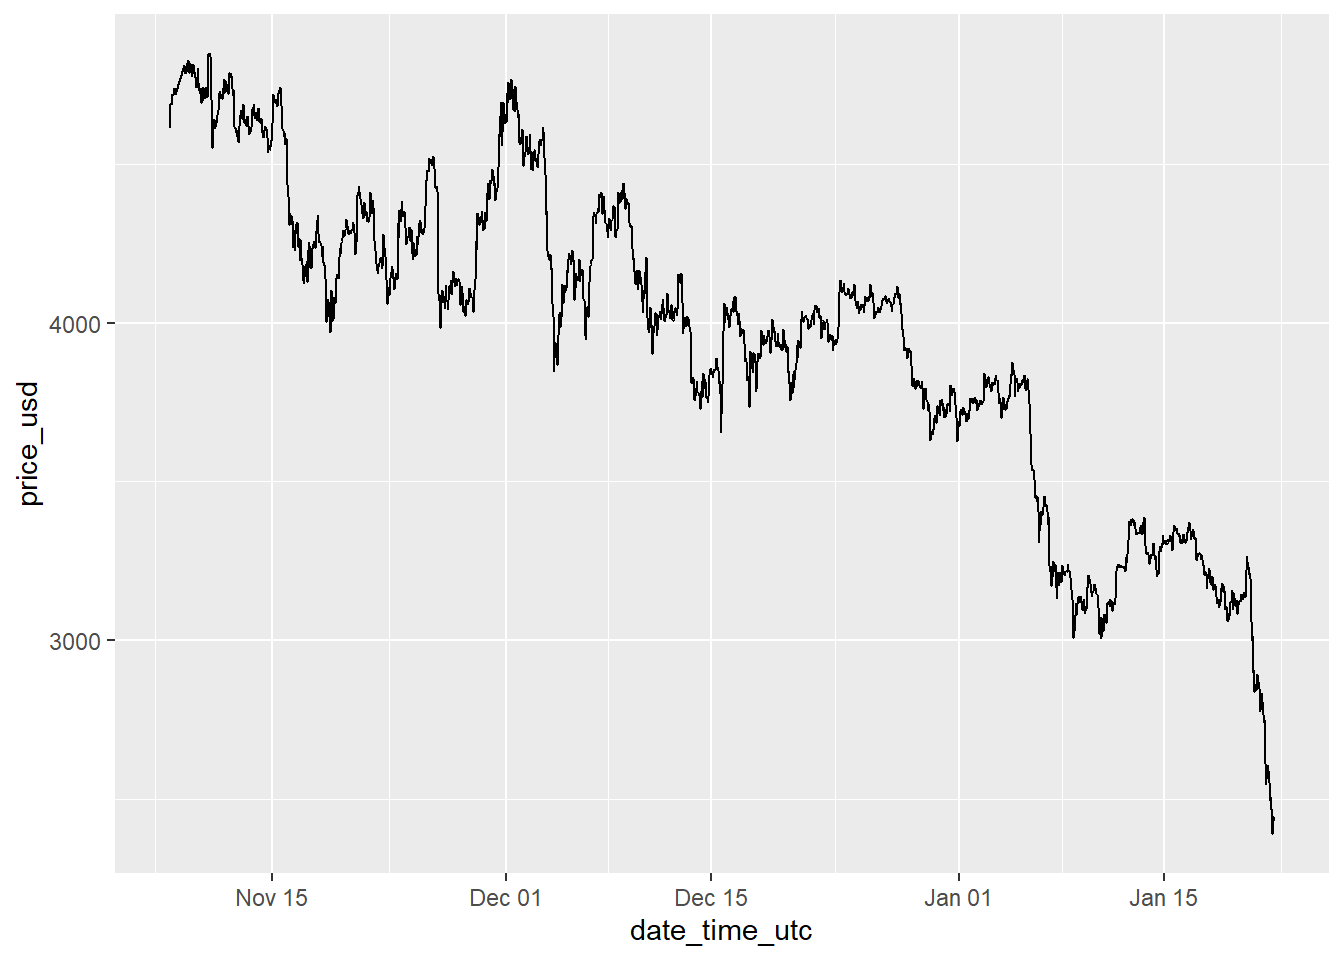 price_usd
4000
3000
Nov 15
Dec 01
Dec 15
Jan 01
Jan 15
date_time_utc